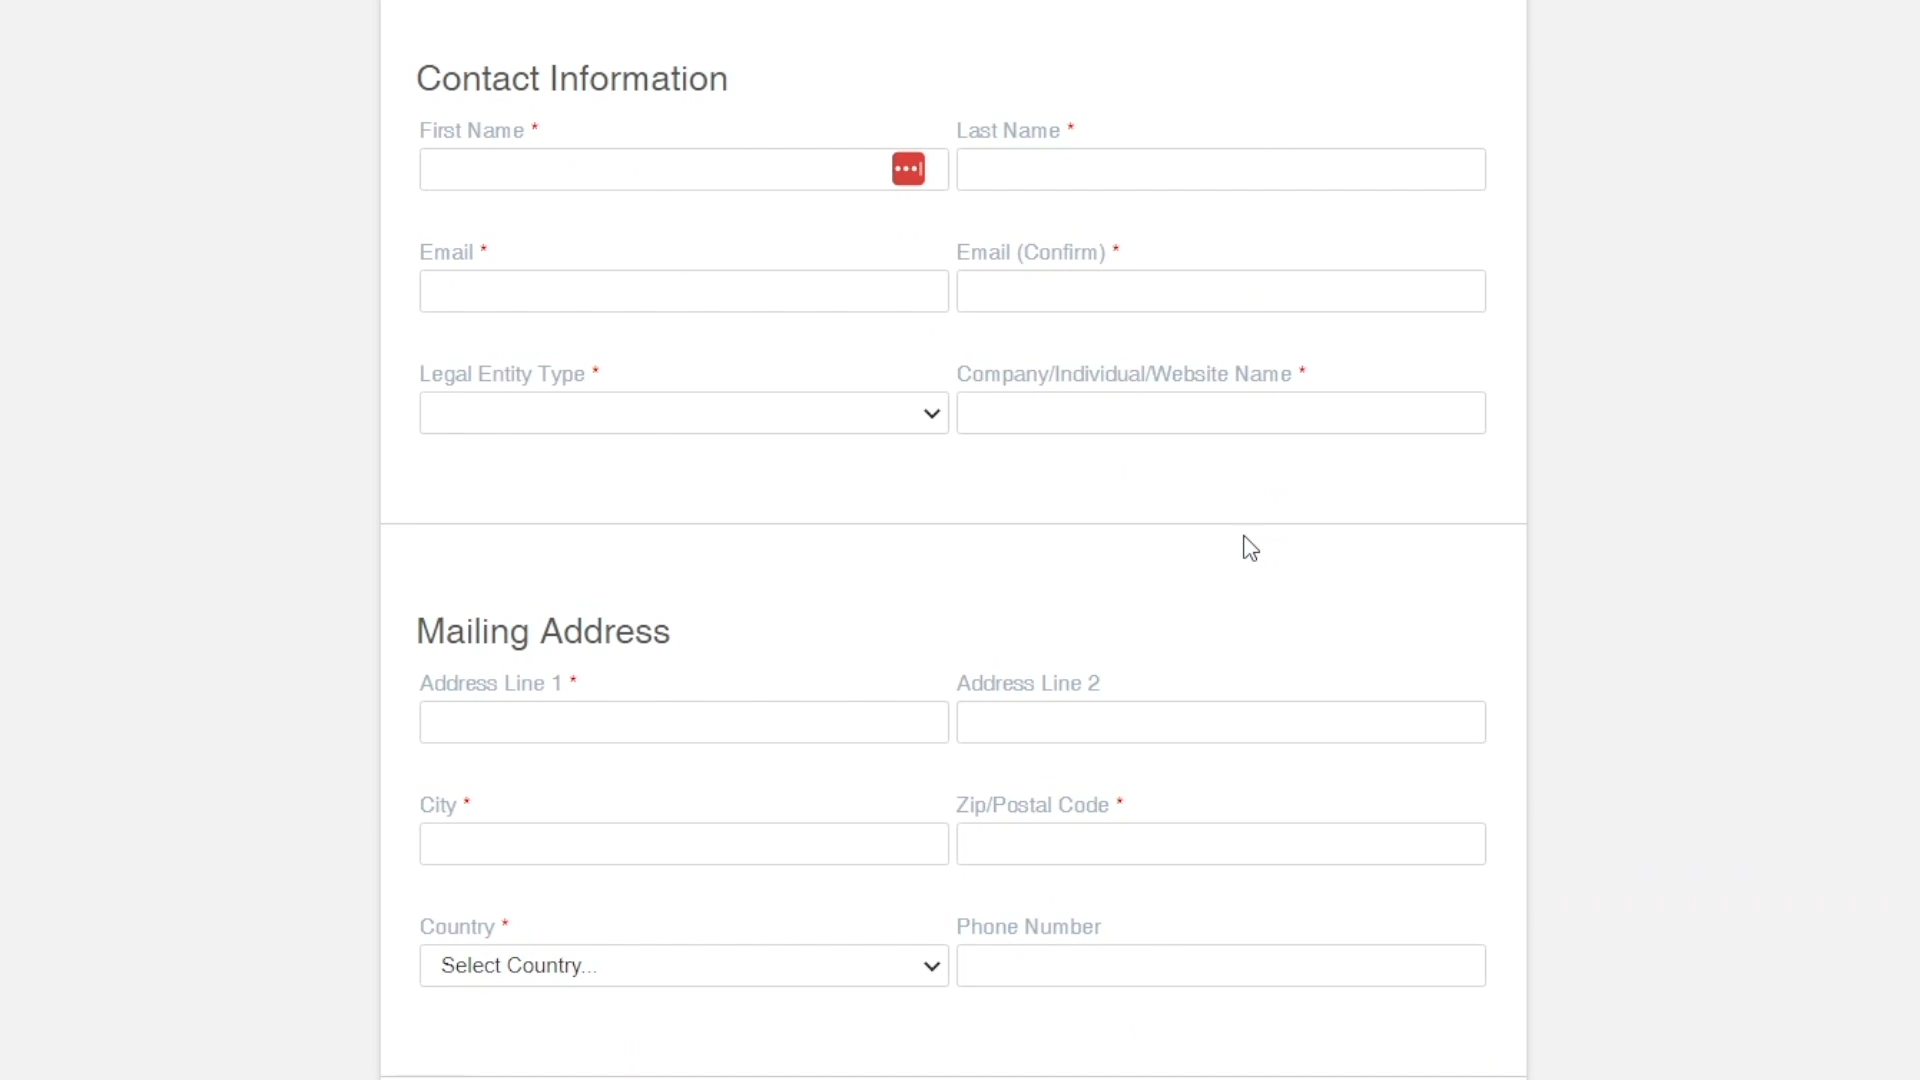 Contact Information
First Name * Last Name *
Email * Email (Confirm) *
Legal Entity Type * Company/Individual/Website Name *
Mailing Address
Address Line 1 * Address Line 2
City * Zip/Postal Code *
Country * Phone Number
Select Country...